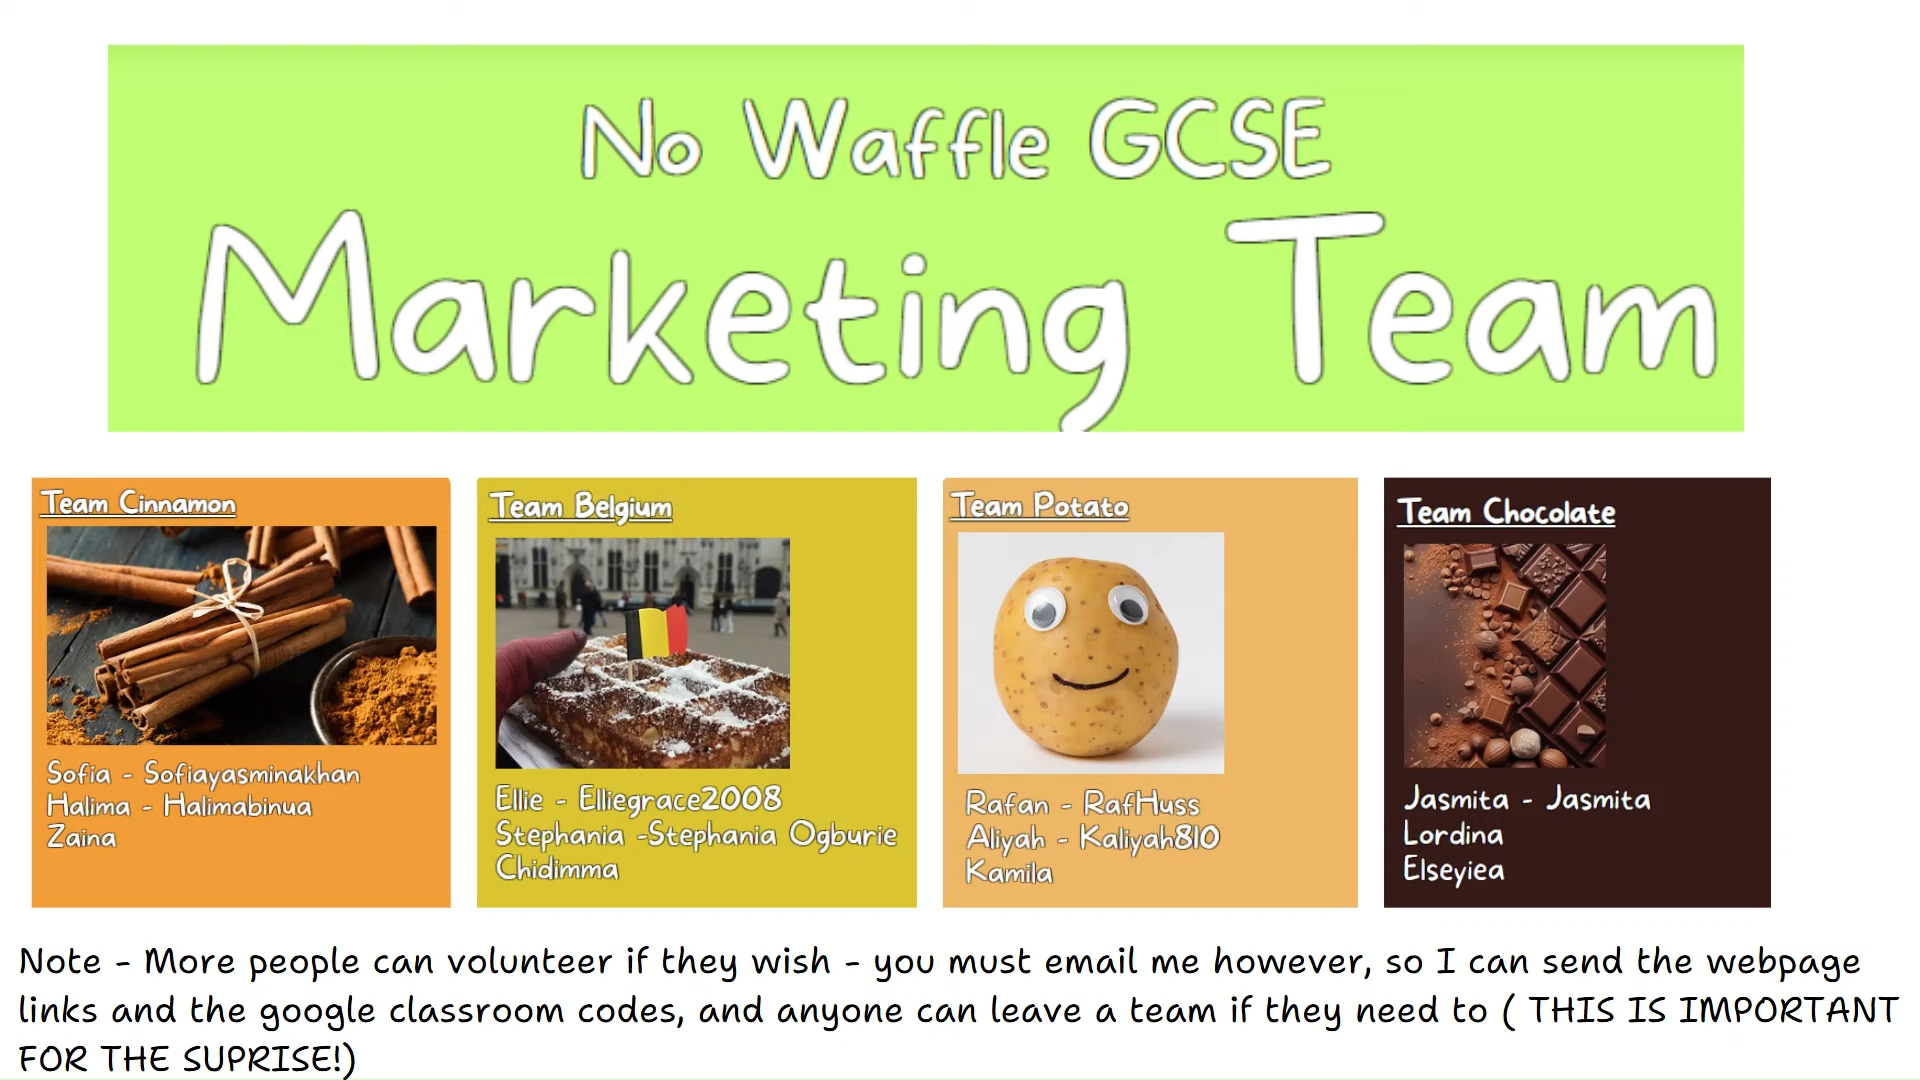 No Waffle GCSE
Marketing Team
Team Cinnamon
Sofia - Sofiayasminakhan
Halima - Halimabinua
Zaina
Team Belgium
Ellie - Elliegrace2008
Stephania -Stephania Ogburie
Chidimma
Team Potato
Rafan - RafHuss
Aliyah - Kaliyah810
Kamila
Team Chocolate
Jasmita - Jasmita
Lordina
Elseyiea
Note - More people can volunteer if they wish - you must email me however, so I can send the webpage
links and the google classroom codes, and anyone can leave a team if they need to ( THIS IS IMPORTANT
FOR THE SUPRISE!)